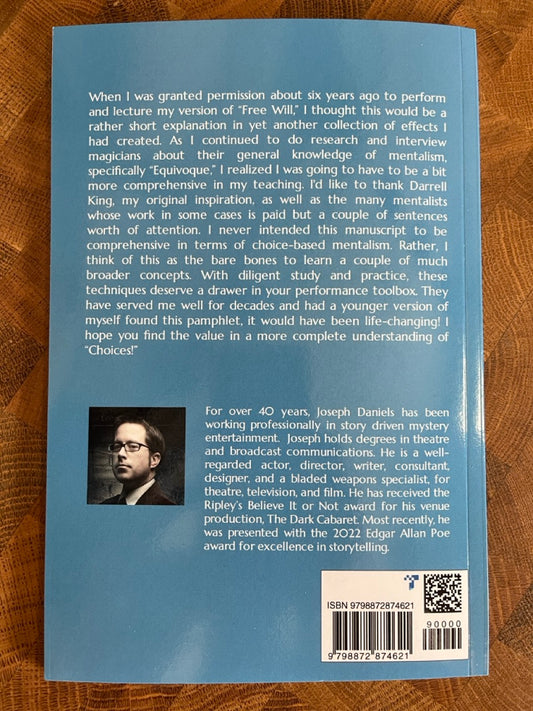 When I was granted permission about six years ago to perform
and lecture my version of “Free Will,” I thought this would be a
rather short explanation in yet another collection of effects I
had created. As I continued to do research and interview
magicians about their general knowledge of mentalism,
specifically “Equivoque,” I realized I was going to have to be a bit
more comprehensive in my teaching. I'd like to thank Darrell
King, my original inspiration, as well as the many mentalists
whose work in some cases is paid but a couple of sentences
worth of attention. I never intended this manuscript to be
comprehensive in terms of choice-based mentalism. Rather, I
think of this as the bare bones to learn a couple of much
broader concepts. With diligent study and practice, these
techniques deserve a drawer in your performance toolbox. They
have served me well for decades and had a younger version of
myself found this pamphlet, it would have been life-changing! I
hope you find the value in a more complete understanding of
“Choices!”
For over 40 years, Joseph Daniels has been
working professionally in story driven mystery
entertainment. Joseph holds degrees in theatre
and broadcast communications. He is a well-
regarded actor, director, writer, consultant,
designer, and a bladed weapons specialist, for
theatre, television, and film. He has received the
Ripley's Believe It or Not award for his venue
production, The Dark Cabaret. Most recently, he
was presented with the 2022 Edgar Allan Poe
award for excellence in storytelling.
ISBN 9798872874621
90000
9 798872 874621